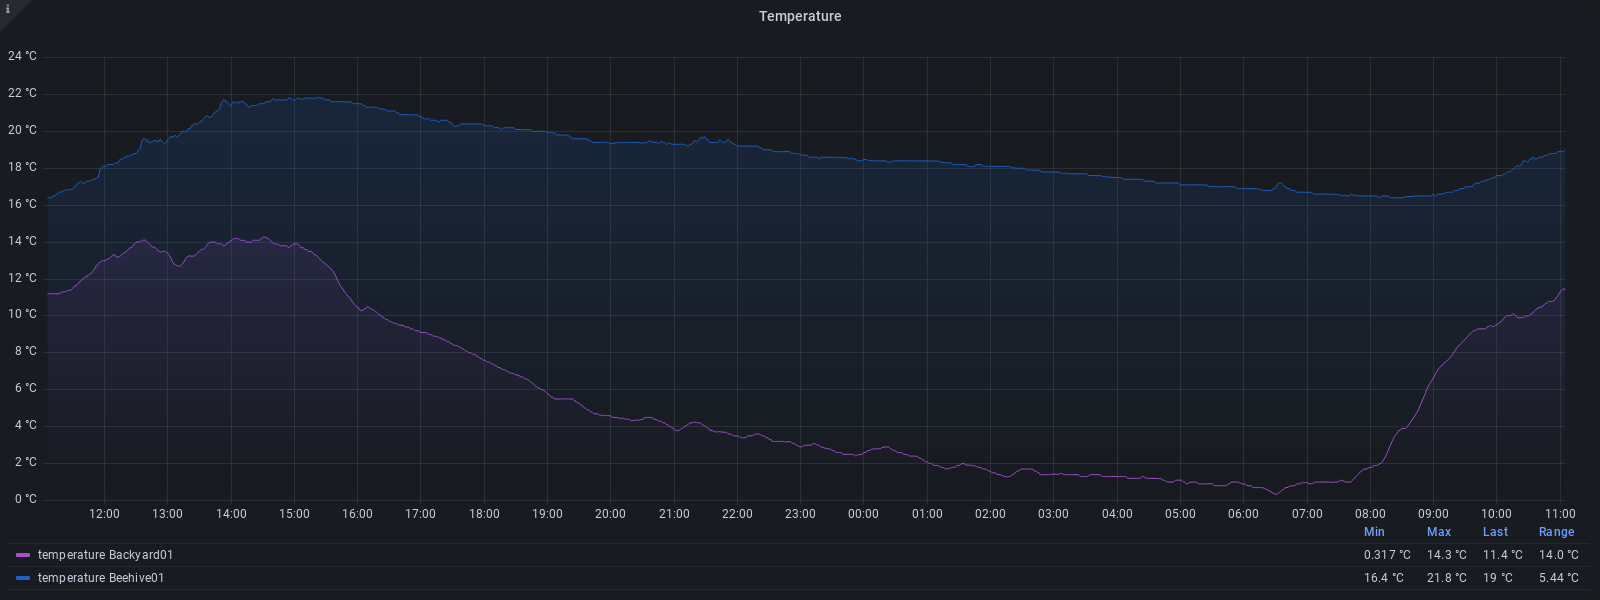 i
Temperature
24 °C
22 °C
20 °C
18 °C
16 °C
14 °C
12 °C
10 °C
8 °C
6 °C
4 °C
2 °C
0 °C
12:00 13:00 14:00 15:00 16:00 17:00 18:00 19:00 20:00 21:00 22:00 23:00 00:00 01:00 02:00 03:00 04:00 05:00 06:00 07:00 08:00 09:00 10:00 11:00
Min Max Last Range
temperature Backyard01 0.317 °C 14.3 °C 11.4 °C 14.0 °C
temperature Beehive01 16.4 °C 21.8 °C 19 °C 5.44 °C